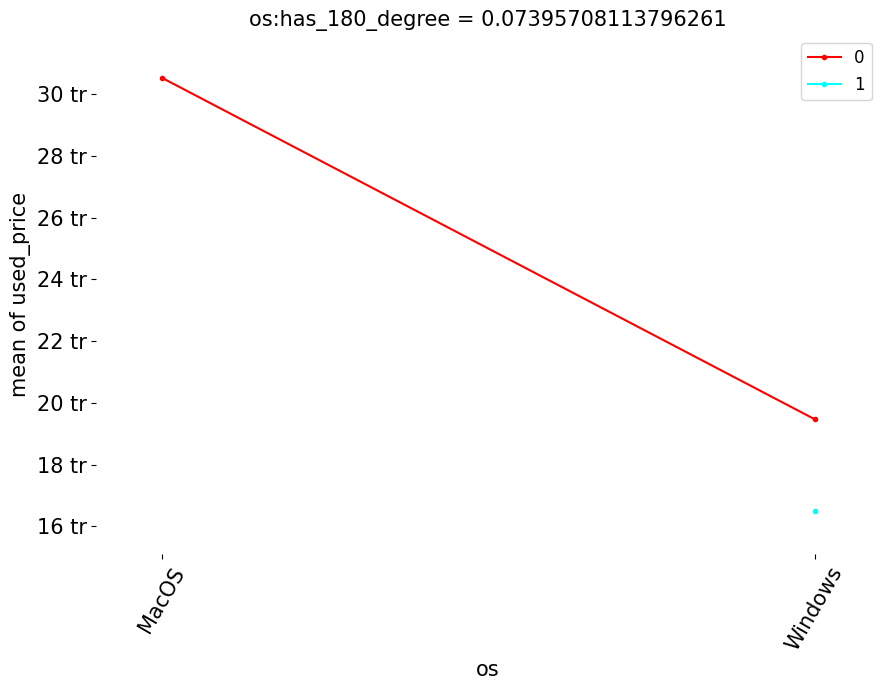 os:has_180_degree = 0.07395708113796261
0
1
30 tr
28 tr
26 tr
24 tr
22 tr
20 tr
18 tr
16 tr
mean of used_price
MacOS
Windows
os